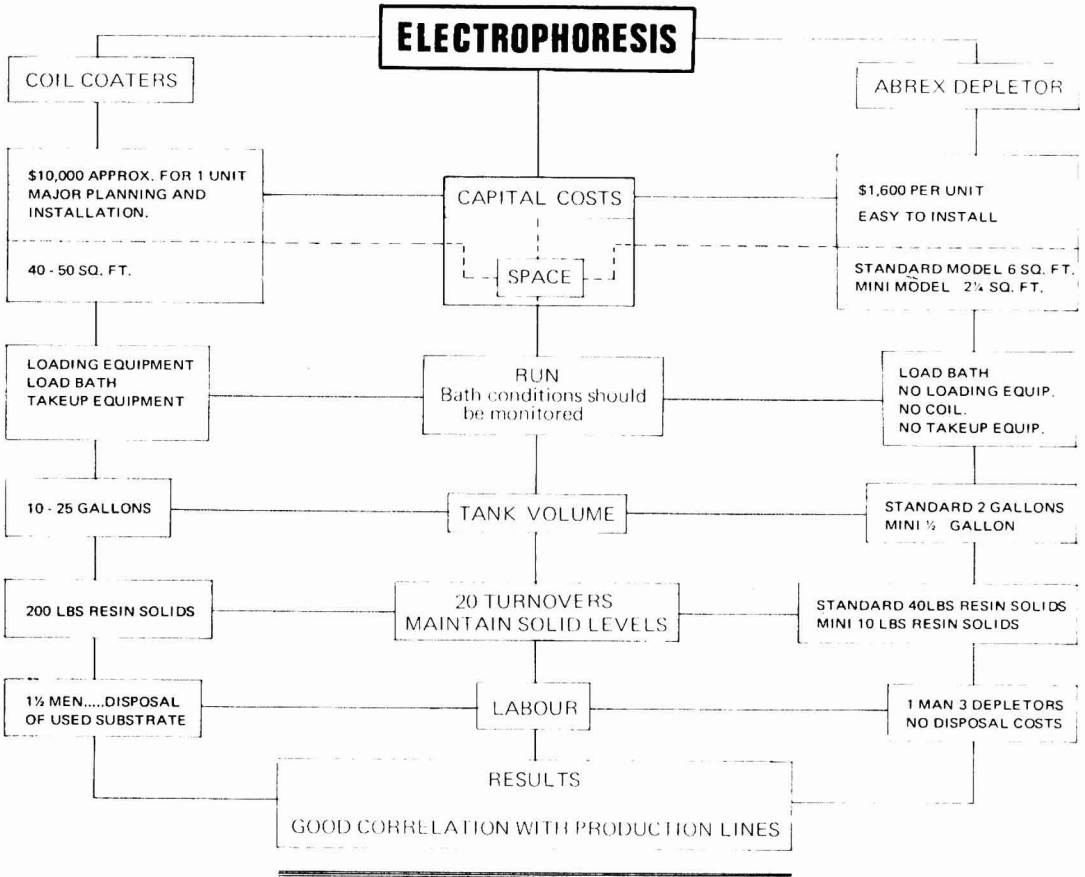 ELECTROPHORESIS
COIL COATERS
ABREX DEPLETOR
$10,000 APPROX. FOR 1 UNIT
MAJOR PLANNING AND
INSTALLATION.
CAPITAL COSTS
$1,600 PER UNIT
EASY TO INSTALL
40 - 50 SQ. FT.
SPACE
STANDARD MODEL 6 SQ. FT.
MINI MODEL 2¼ SQ. FT.
LOADING EQUIPMENT
LOAD BATH
TAKEUP EQUIPMENT
RUN
Bath conditions should
be monitored
LOAD BATH
NO LOADING EQUIP.
NO COIL.
NO TAKEUP EQUIP.
10 - 25 GALLONS
TANK VOLUME
STANDARD 2 GALLONS
MINI ½ GALLON
200 LBS RESIN SOLIDS
20 TURNOVERS
MAINTAIN SOLID LEVELS
STANDARD 40LBS RESIN SOLIDS
MINI 10 LBS RESIN SOLIDS
1½ MEN.....DISPOSAL
OF USED SUBSTRATE
LABOUR
1 MAN 3 DEPLETORS
NO DISPOSAL COSTS
RESULTS
GOOD CORRELATION WITH PRODUCTION LINES